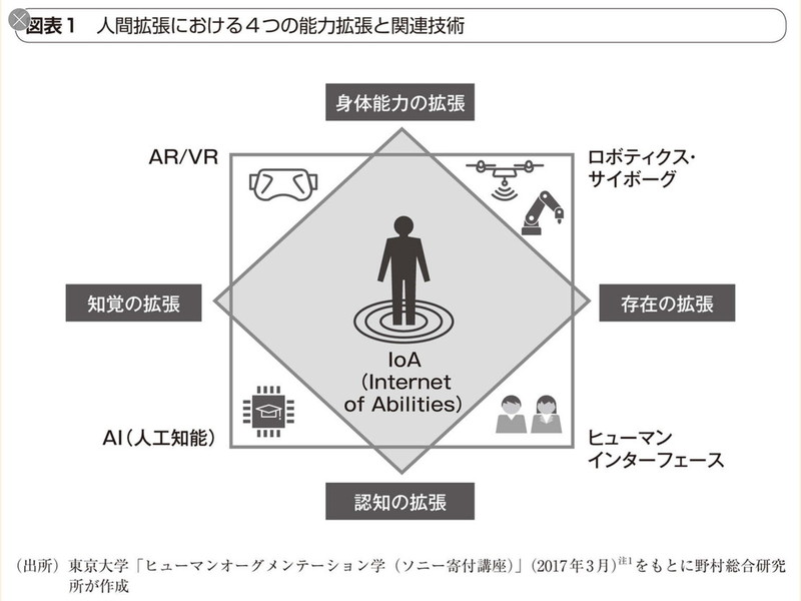 図表1 人間拡張における4つの能力拡張と関連技術
身体能力の拡張
AR/VR
ロボティクス・
サイボーグ
知覚の拡張
存在の拡張
IoA
(Internet
of Abilities)
AI(人工知能)
ヒューマン
インターフェース
認知の拡張
(出所)東京大学「ヒューマンオーグメンテーション学(ソニー寄付講座)」(2017年3月)注1をもとに野村総合研究
所が作成